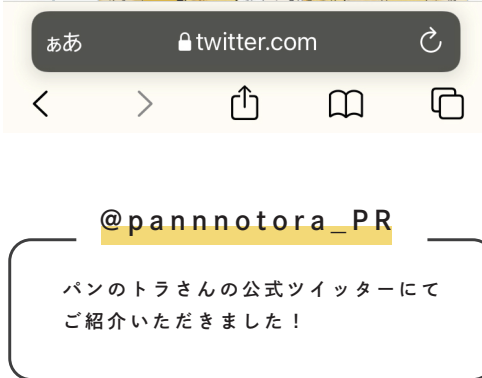 ぁあ twitter.com
@pannnotora_PR
パンのトラさんの公式ツイッターにて
ご紹介いただきました！